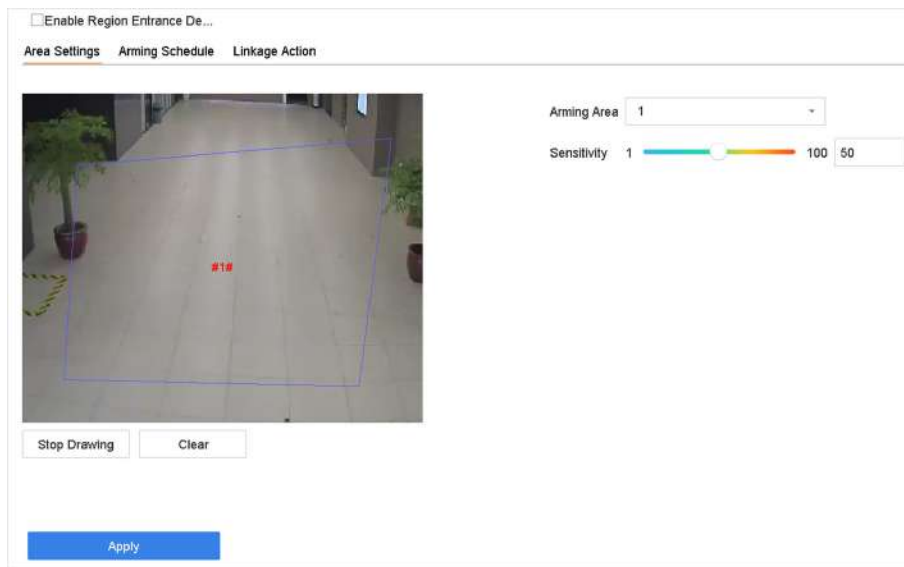 Enable Region Entrance De...
Area Settings Arming Schedule Linkage Action
Arming Area 1
Sensitivity 1 100 50
#1#
Stop Drawing Clear
Apply